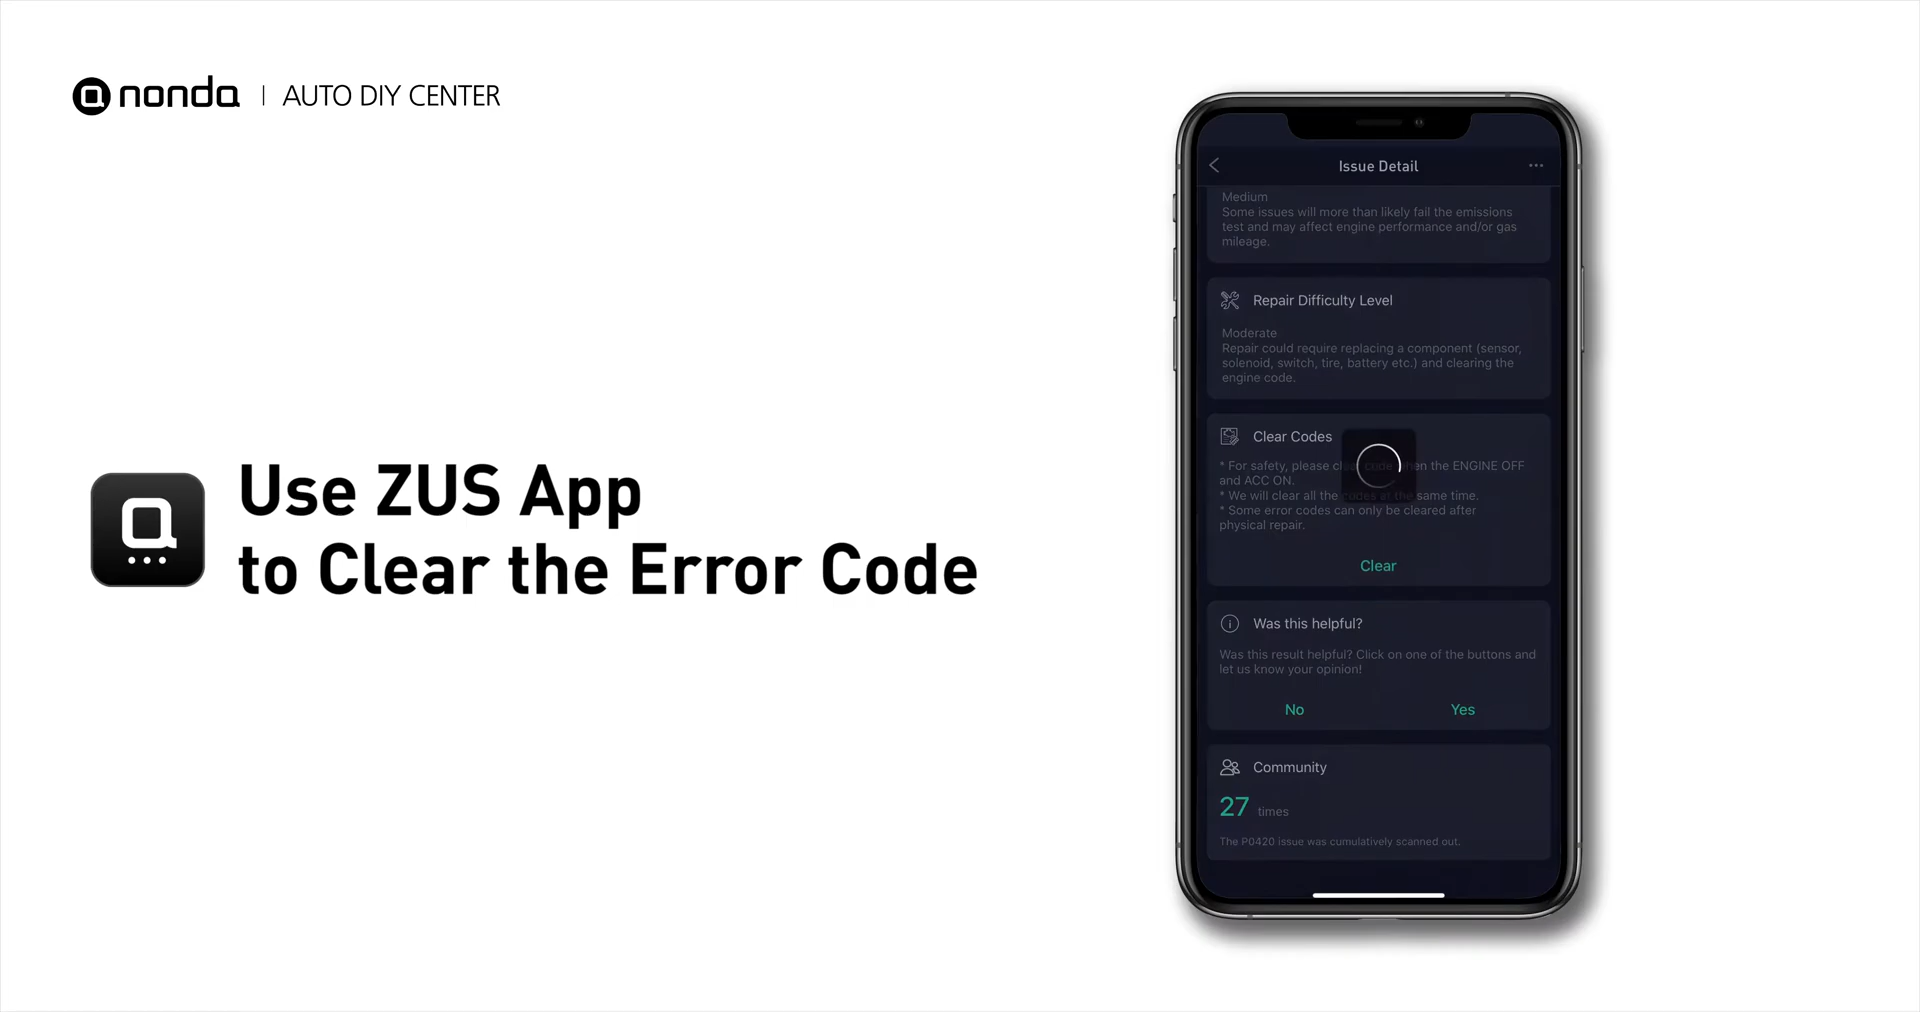 nonda | AUTO DIY CENTER
Use ZUS App
to Clear the Error Code
Issue Detail
Medium
Some issues will more than likely fail the emissions
test and may affect engine performance and/or gas
mileage.
Repair Difficulty Level
Moderate
Repair could require replacing a component (sensor,
solenoid, switch, tire, battery etc.) and clearing the
engine code.
Clear Codes
* For safety, please clear code when the ENGINE OFF
and ACC ON.
* We will clear all the codes at the same time.
* Some error codes can only be cleared after
physical repair.
Clear
Was this helpful?
Was this result helpful? Click on one of the buttons and
let us know your opinion!
No Yes
Community
27 times
The P0420 issue was cumulatively scanned out.